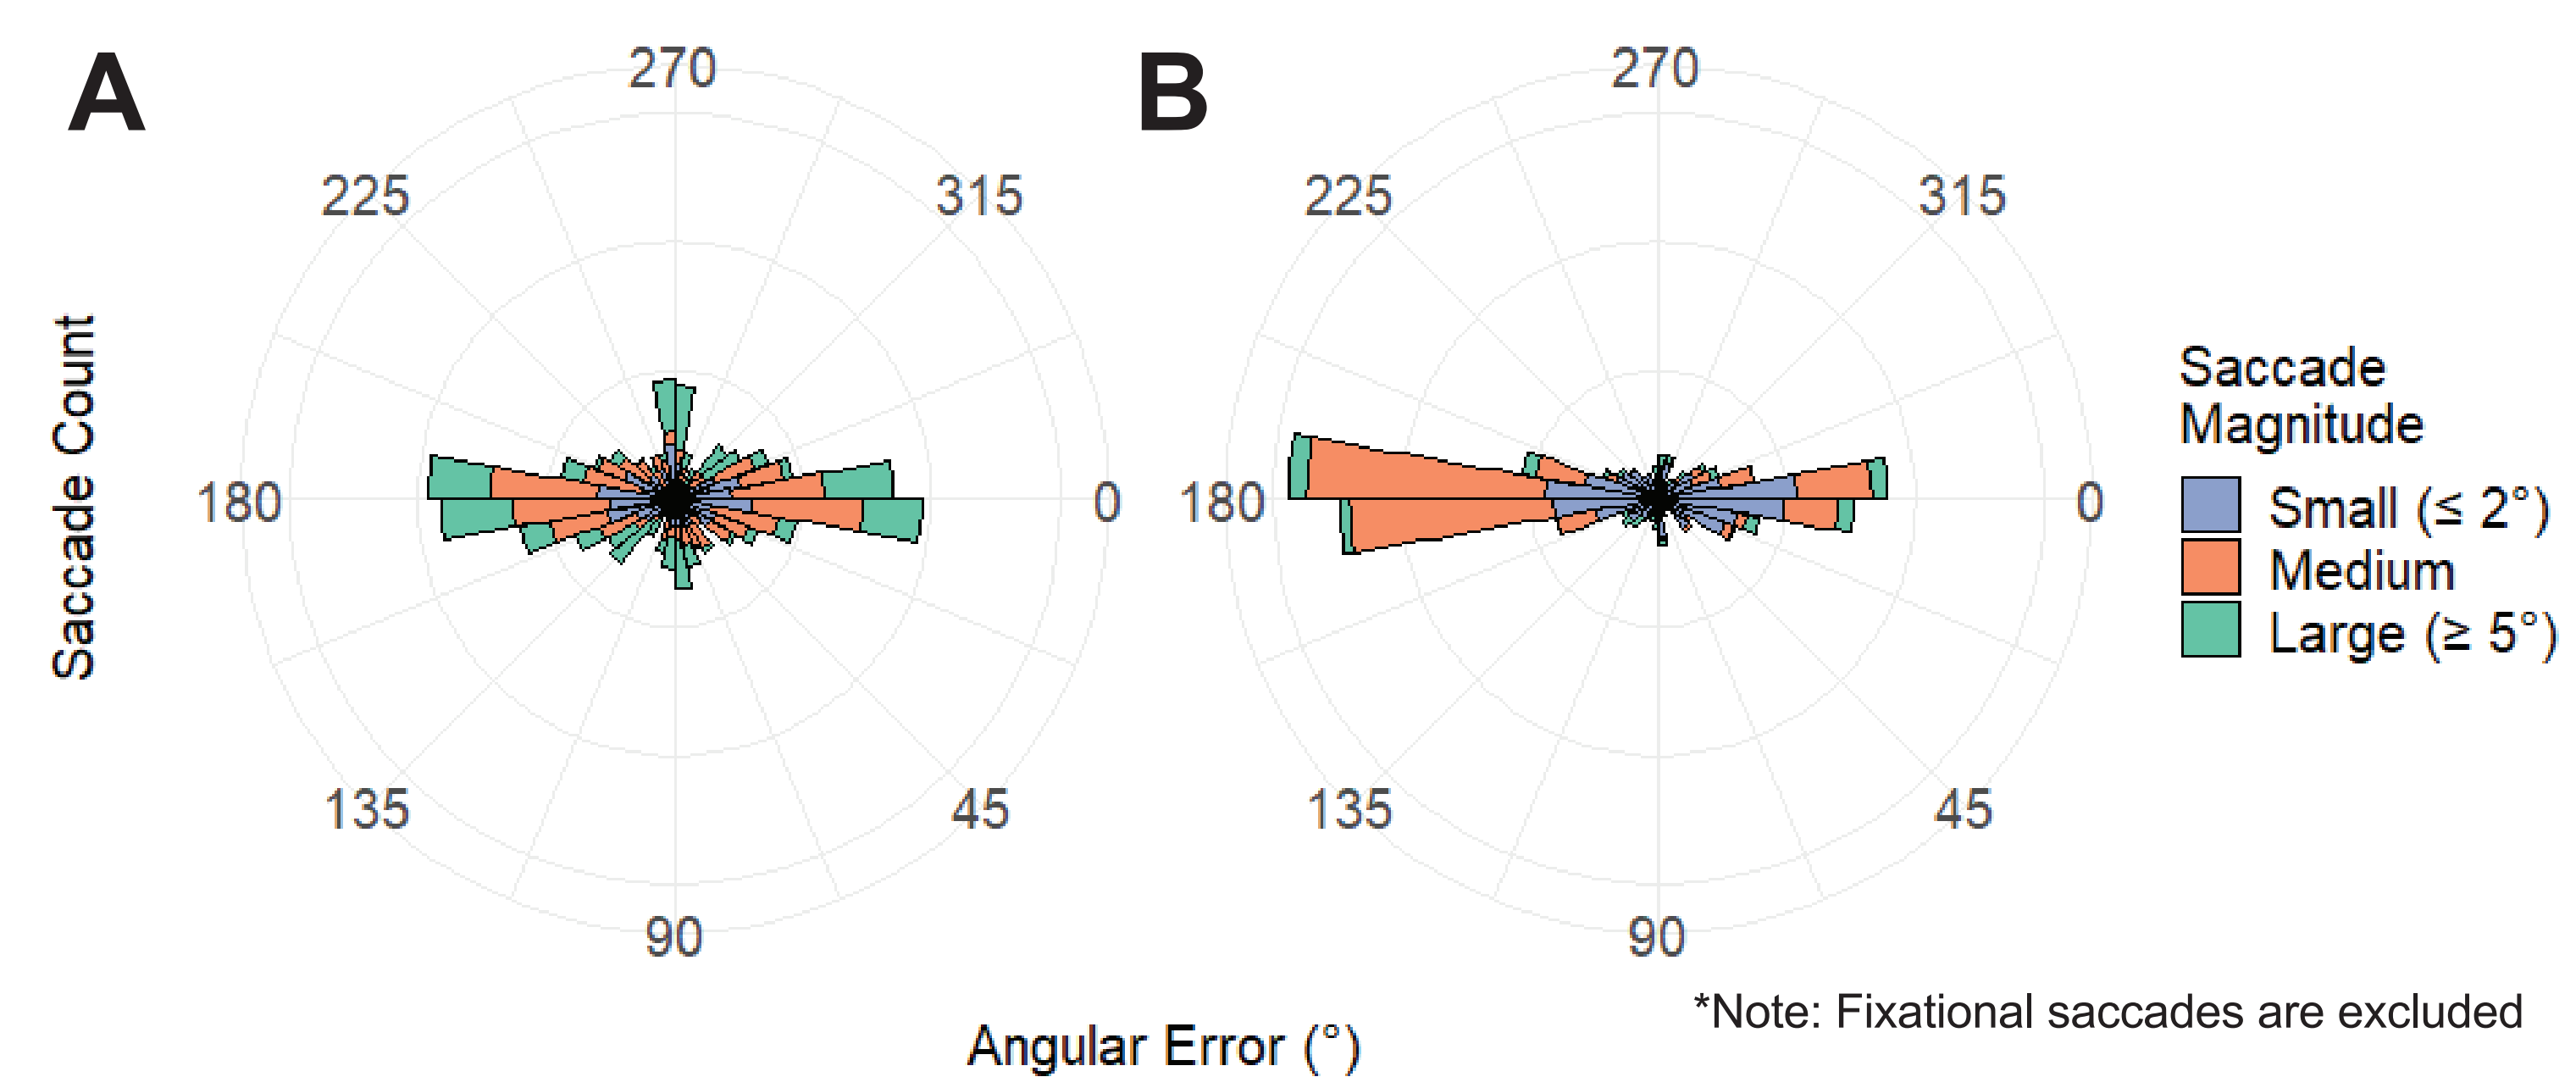 A
B
270
270
225
315
225
315
Saccade Count
180
0
180
0
Saccade
Magnitude
Small (≤ 2°)
Medium
Large (≥ 5°)
135
45
135
45
90
90
*Note: Fixational saccades are excluded
Angular Error (°)